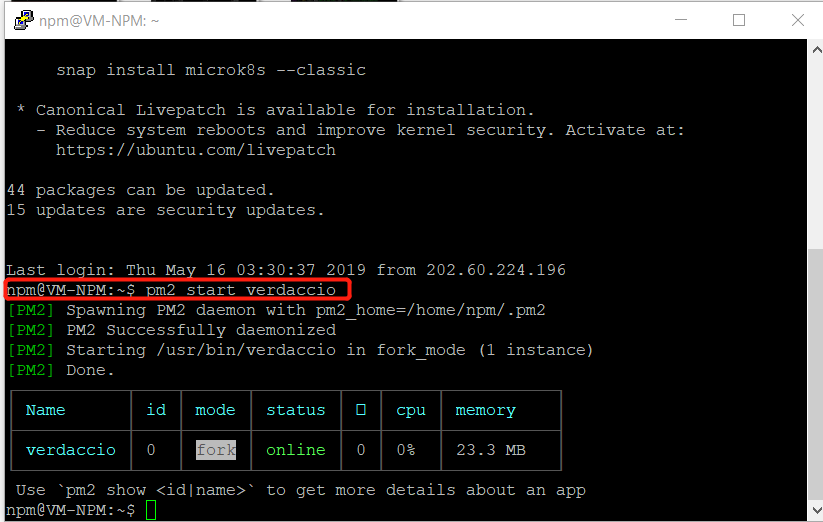 npm@VM-NPM: ~
snap install microk8s --classic
* Canonical Livepatch is available for installation.
- Reduce system reboots and improve kernel security. Activate at:
https://ubuntu.com/livepatch
44 packages can be updated.
15 updates are security updates.
Last login: Thu May 16 03:30:37 2019 from 202.60.224.196
npm@VM-NPM:~$ pm2 start verdaccio
[PM2] Spawning PM2 daemon with pm2_home=/home/npm/.pm2
[PM2] PM2 Successfully daemonized
[PM2] Starting /usr/bin/verdaccio in fork_mode (1 instance)
[PM2] Done.
Name id mode status cpu memory
verdaccio 0 fork online 0 0% 23.3 MB
Use `pm2 show <id|name>` to get more details about an app
npm@VM-NPM:~$